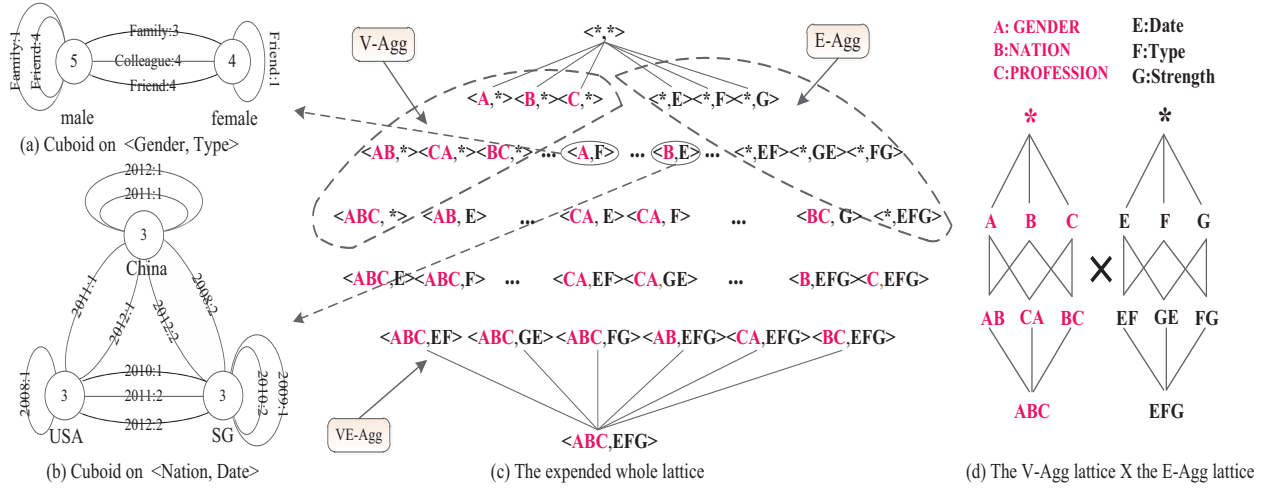 Family:1
Friend:4
5
male
Family:3
Colleague:4
Friend:4
4
female
Friend:1
(a) Cuboid on <Gender, Type>
2012:1
2011:1
3
China
2011:1
2012:1
2012:2
2008:2
2008:1
3
USA
2010:1
2011:2
2012:2
3
SG
2010:2
2009:1
(b) Cuboid on <Nation, Date>
V-Agg
E-Agg
<*,*>
<A,*><B,*><C,*> <*,E><*,F><*,G>
<AB,*><CA,*><BC,*> ... <A,F> ... <B,E> ... <*,EF><*,GE><*,FG>
<ABC, *> <AB, E> ... <CA, E><CA, F> ... <BC, G> <*,EFG>
<ABC,E><ABC,F> ... <CA,EF><CA,GE> ... <B,EFG><C,EFG>
<ABC,EF> <ABC,GE> <ABC,FG> <AB,EFG><CA,EFG> <BC,EFG>
VE-Agg
<ABC,EFG>
(c) The expended whole lattice
A: GENDER E:Date
B:NATION F:Type
C:PROFESSION G:Strength
* *
A B C E F G
X
AB CA BC EF GE FG
ABC EFG
(d) The V-Agg lattice X the E-Agg lattice